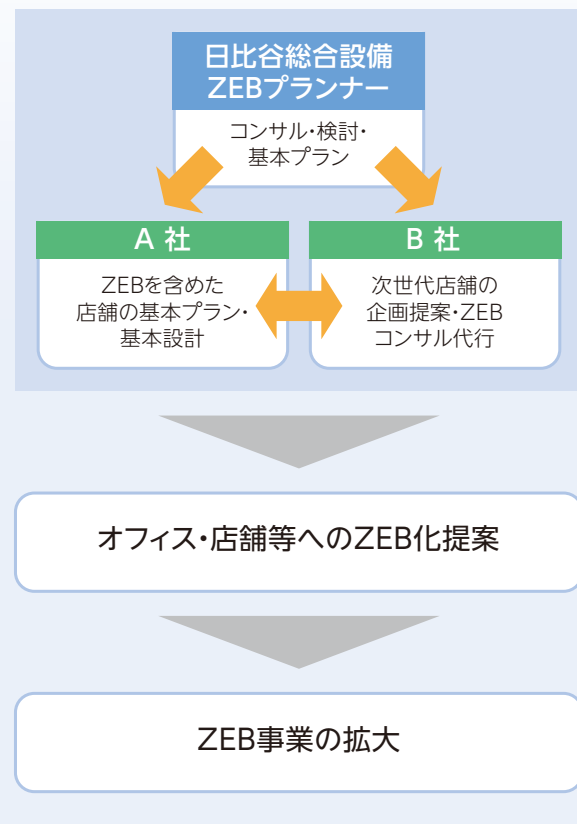 日比谷総合設備
ZEBプランナー
コンサル・検討・
基本プラン
A 社
ZEBを含めた
店舗の基本プラン・
基本設計
B 社
次世代店舗の
企画提案・ZEB
コンサル代行
オフィス・店舗等へのZEB化提案
ZEB事業の拡大